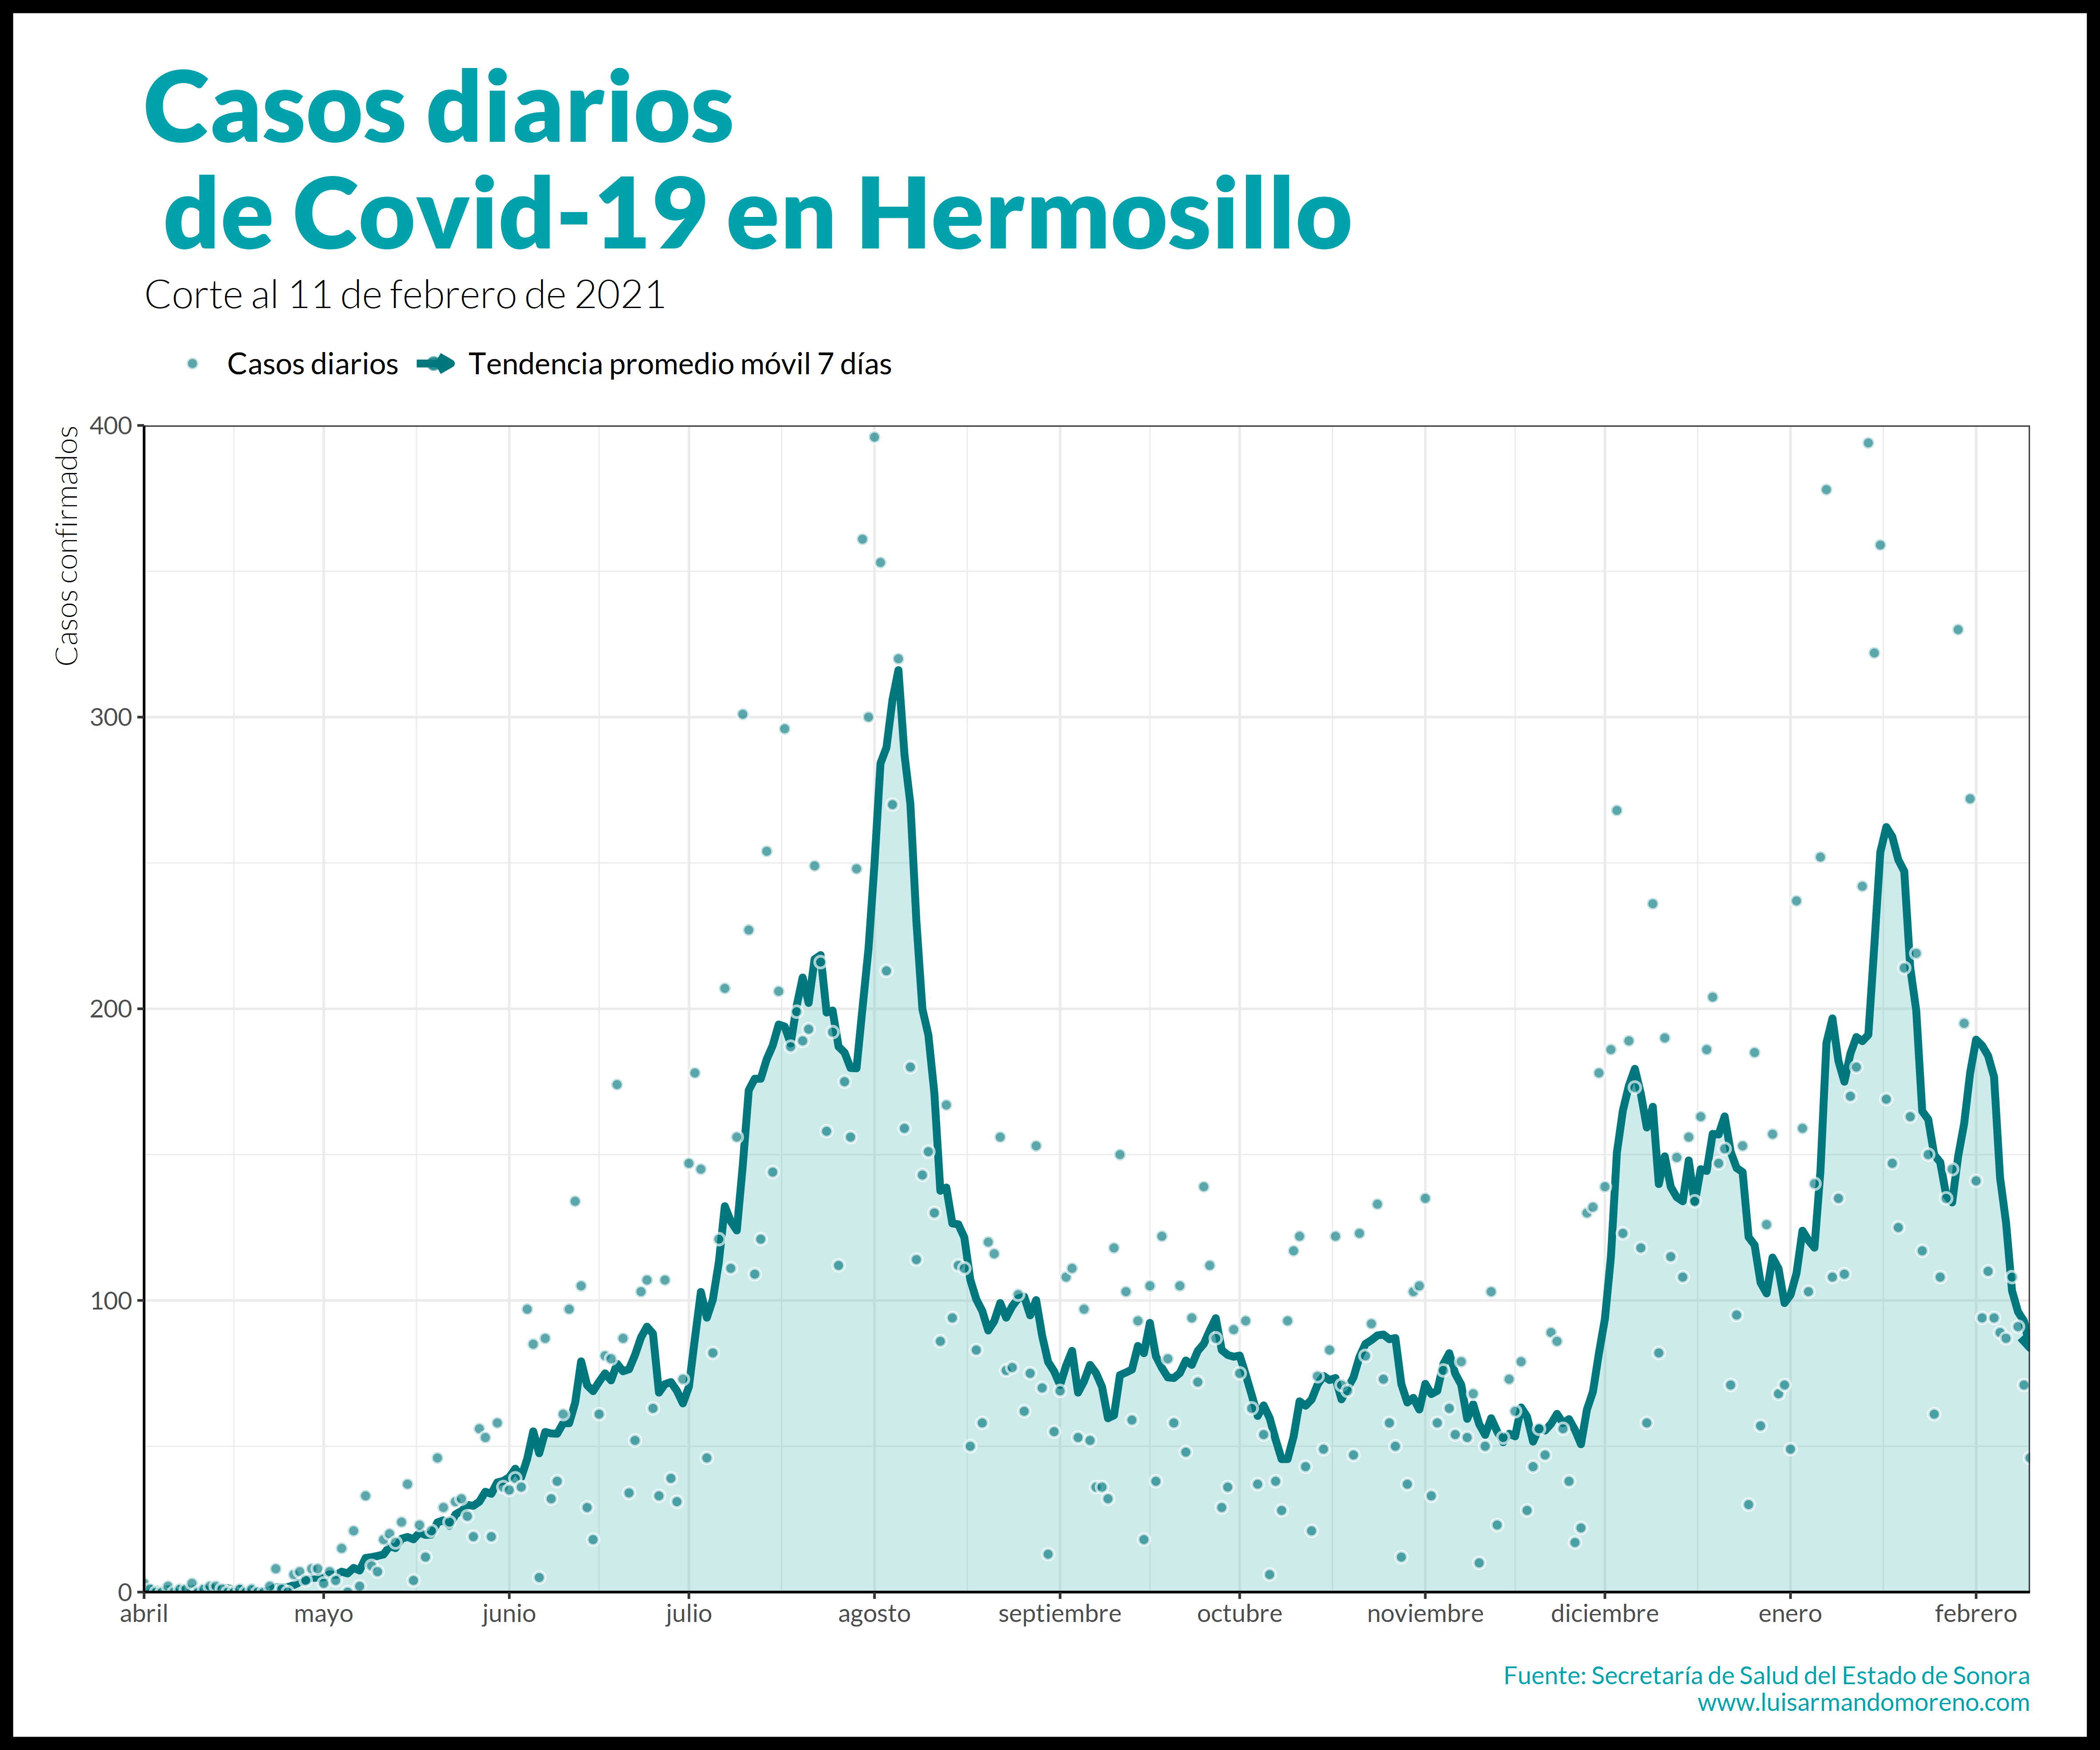 Casos diarios
de Covid-19 en Hermosillo
Corte al 11 de febrero de 2021
Casos diarios Tendencia promedio móvil 7 días
Casos confirmados
400
300
200
100
0
abril mayo junio julio agosto septiembre octubre noviembre diciembre enero febrero
Fuente: Secretaría de Salud del Estado de Sonora
www.luisarmandomoreno.com